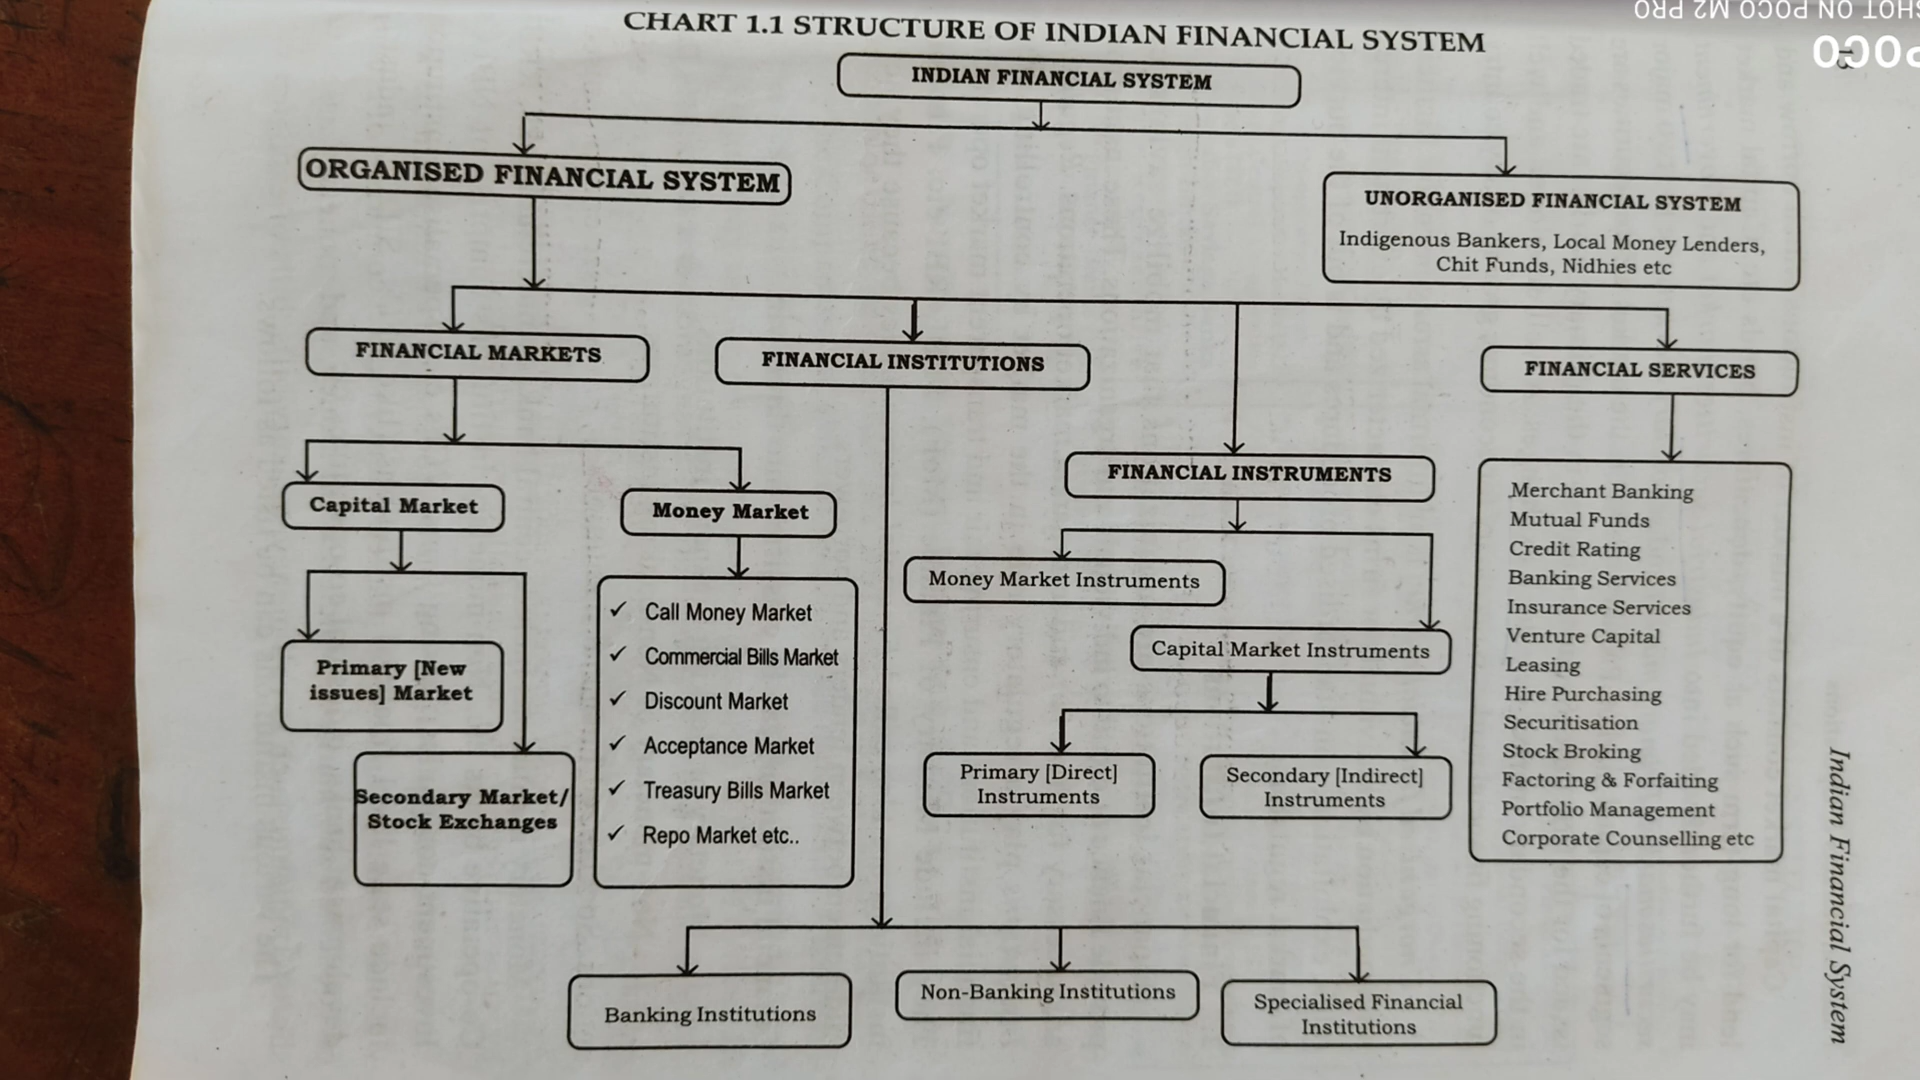 SHOT ON POCO M2 PRO
POCO
13
CHART 1.1 STRUCTURE OF INDIAN FINANCIAL SYSTEM
INDIAN FINANCIAL SYSTEM
ORGANISED FINANCIAL SYSTEM
UNORGANISED FINANCIAL SYSTEM
Indigenous Bankers, Local Money Lenders,
Chit Funds, Nidhies etc
FINANCIAL MARKETS
FINANCIAL INSTITUTIONS
FINANCIAL SERVICES
FINANCIAL INSTRUMENTS
Capital Market
Money Market
Primary [New
issues] Market
Secondary Market/
Stock Exchanges
✓ Call Money Market
✓ Commercial Bills Market
✓ Discount Market
✓ Acceptance Market
✓ Treasury Bills Market
✓ Repo Market etc..
Money Market Instruments
Capital Market Instruments
Primary [Direct]
Instruments
Secondary [Indirect]
Instruments
Merchant Banking
Mutual Funds
Credit Rating
Banking Services
Insurance Services
Venture Capital
Leasing
Hire Purchasing
Securitisation
Stock Broking
Factoring & Forfaiting
Portfolio Management
Corporate Counselling etc
Banking Institutions
Non-Banking Institutions
Specialised Financial
Institutions
Indian Financial System